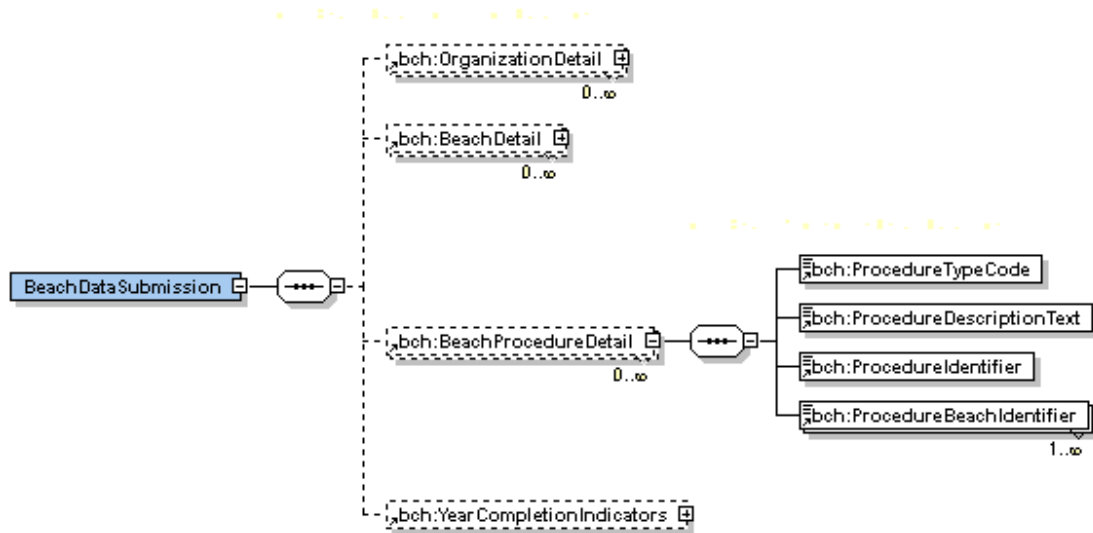 bch:OrganizationDetail
0..∞
bch:BeachDetail
0..∞
BeachDataSubmission
bch:BeachProcedureDetail
0..∞
bch:ProcedureTypeCode
bch:ProcedureDescriptionText
bch:ProcedureIdentifier
bch:ProcedureBeachIdentifier
1..∞
bch:YearCompletionIndicators